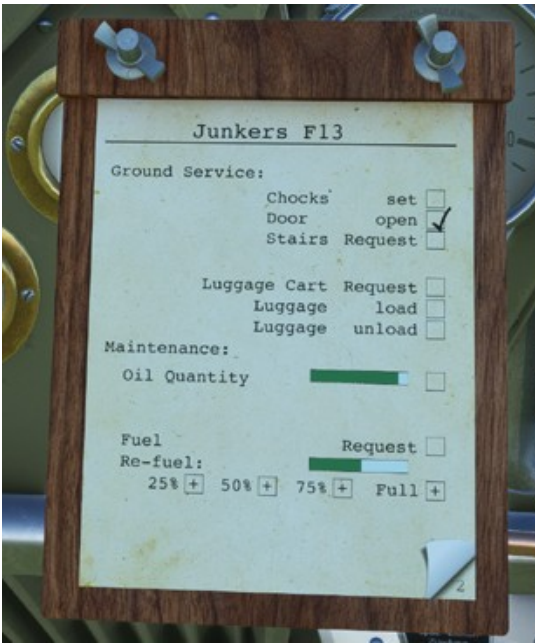 Junkers F13
Ground Service:
Chocks set
Door open
Stairs Request
Luggage Cart Request
Luggage load
Luggage unload
Maintenance:
Oil Quantity
Fuel Request
Re-fuel:
25% + 50% + 75% + Full +
2